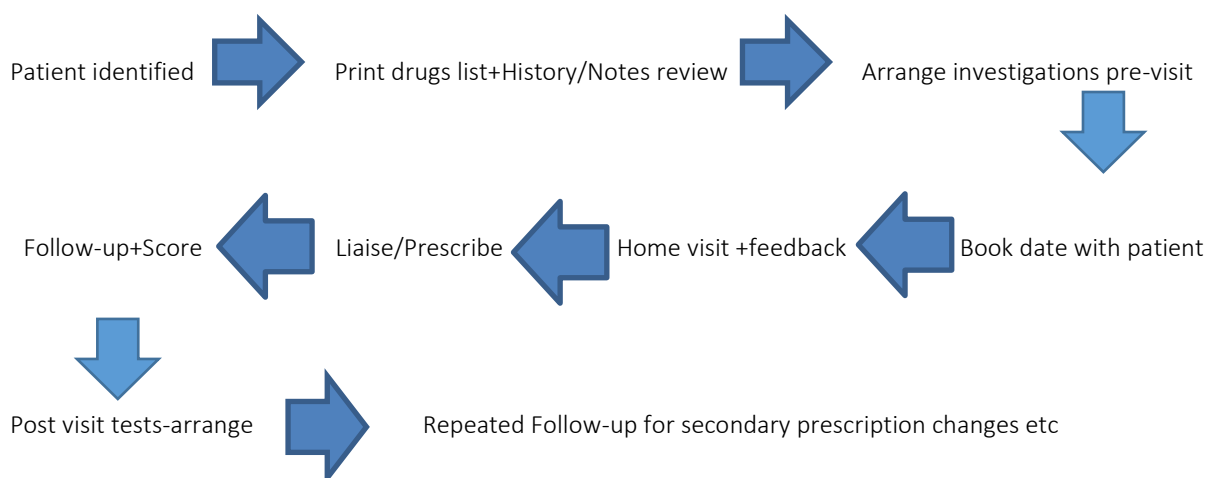 Patient identified
Print drugs list+History/Notes review
Arrange investigations pre-visit
Book date with patient
Home visit +feedback
Liaise/Prescribe
Follow-up+Score
Post visit tests-arrange
Repeated Follow-up for secondary prescription changes etc